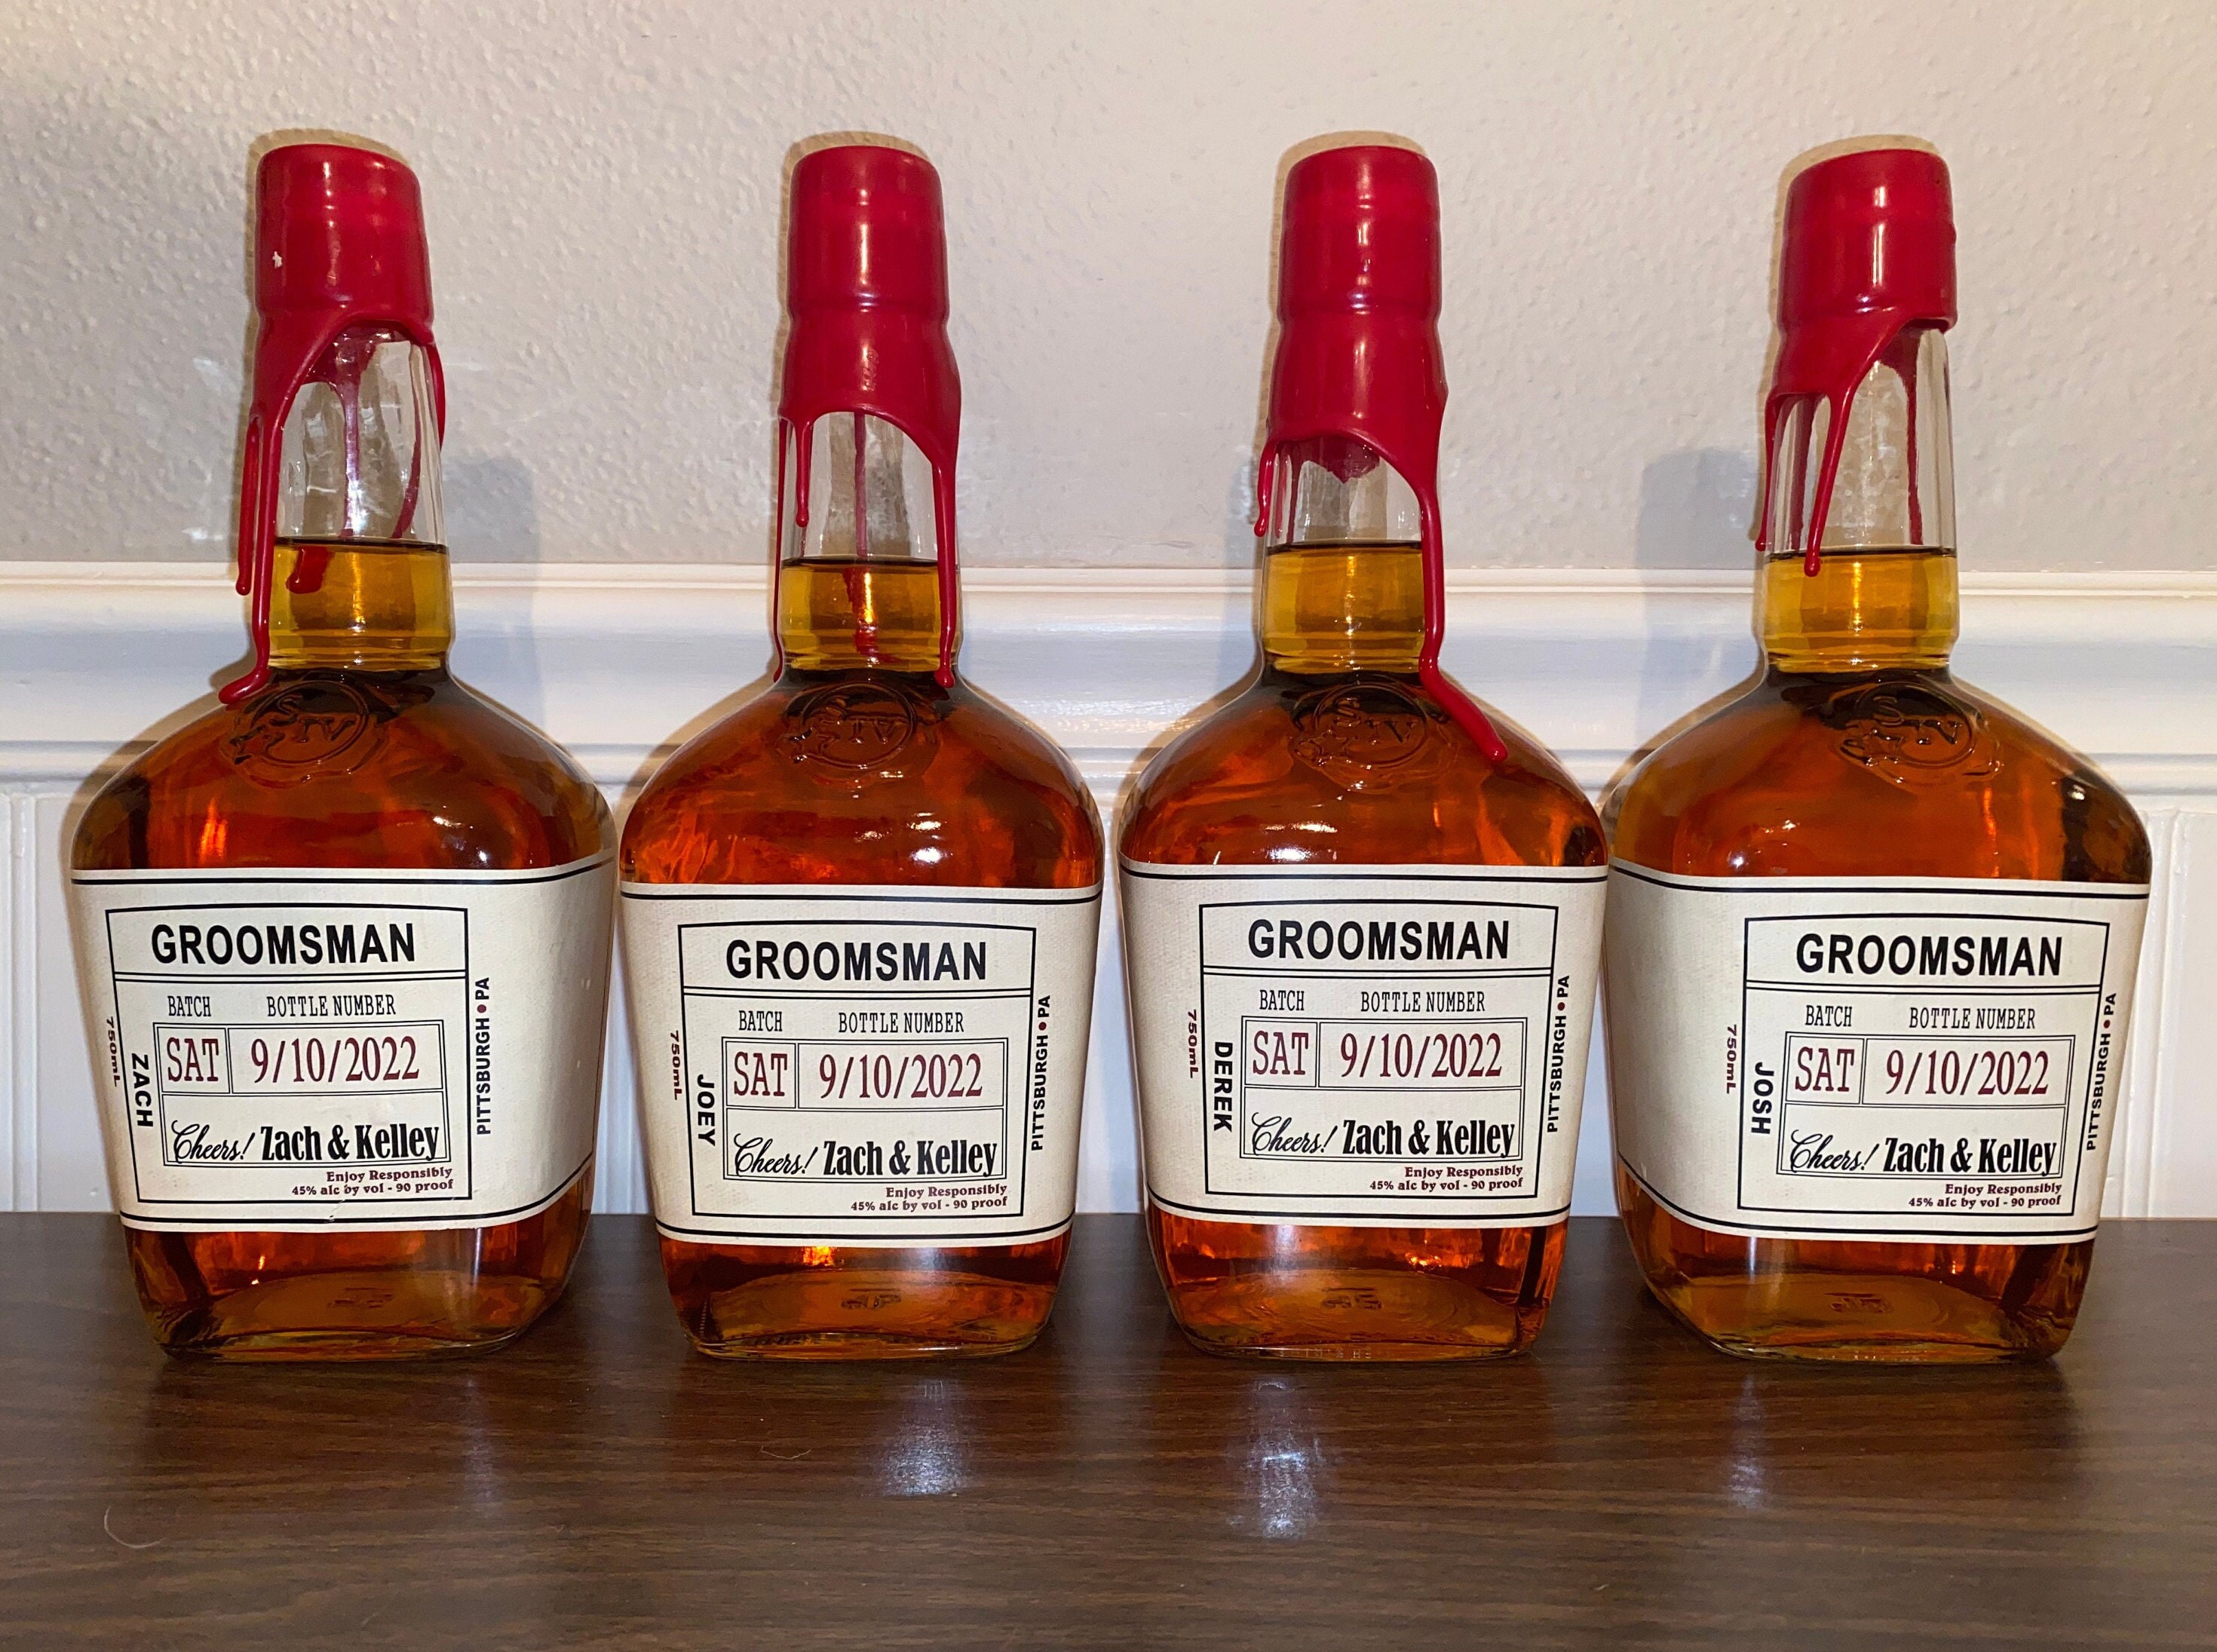 GROOMSMAN
BATCH BOTTLE NUMBER
SAT 9/10/2022
Cheers! Zach & Kelley
Enjoy Responsibly
45% alc by vol - 90 proof
750mL
ZACH
PITTSBURGH • PA
SIV
GROOMSMAN
BATCH BOTTLE NUMBER
SAT 9/10/2022
Cheers! Zach & Kelley
Enjoy Responsibly
45% alc by vol - 90 proof
750mL
JOEY
PITTSBURGH • PA
SIV
GROOMSMAN
BATCH BOTTLE NUMBER
SAT 9/10/2022
Cheers! Zach & Kelley
Enjoy Responsibly
45% alc by vol - 90 proof
750mL
DEREK
PITTSBURGH • PA
SIV
GROOMSMAN
BATCH BOTTLE NUMBER
SAT 9/10/2022
Cheers! Zach & Kelley
Enjoy Responsibly
45% alc by vol - 90 proof
750mL
JOSH
PITTSBURGH • PA
SIV